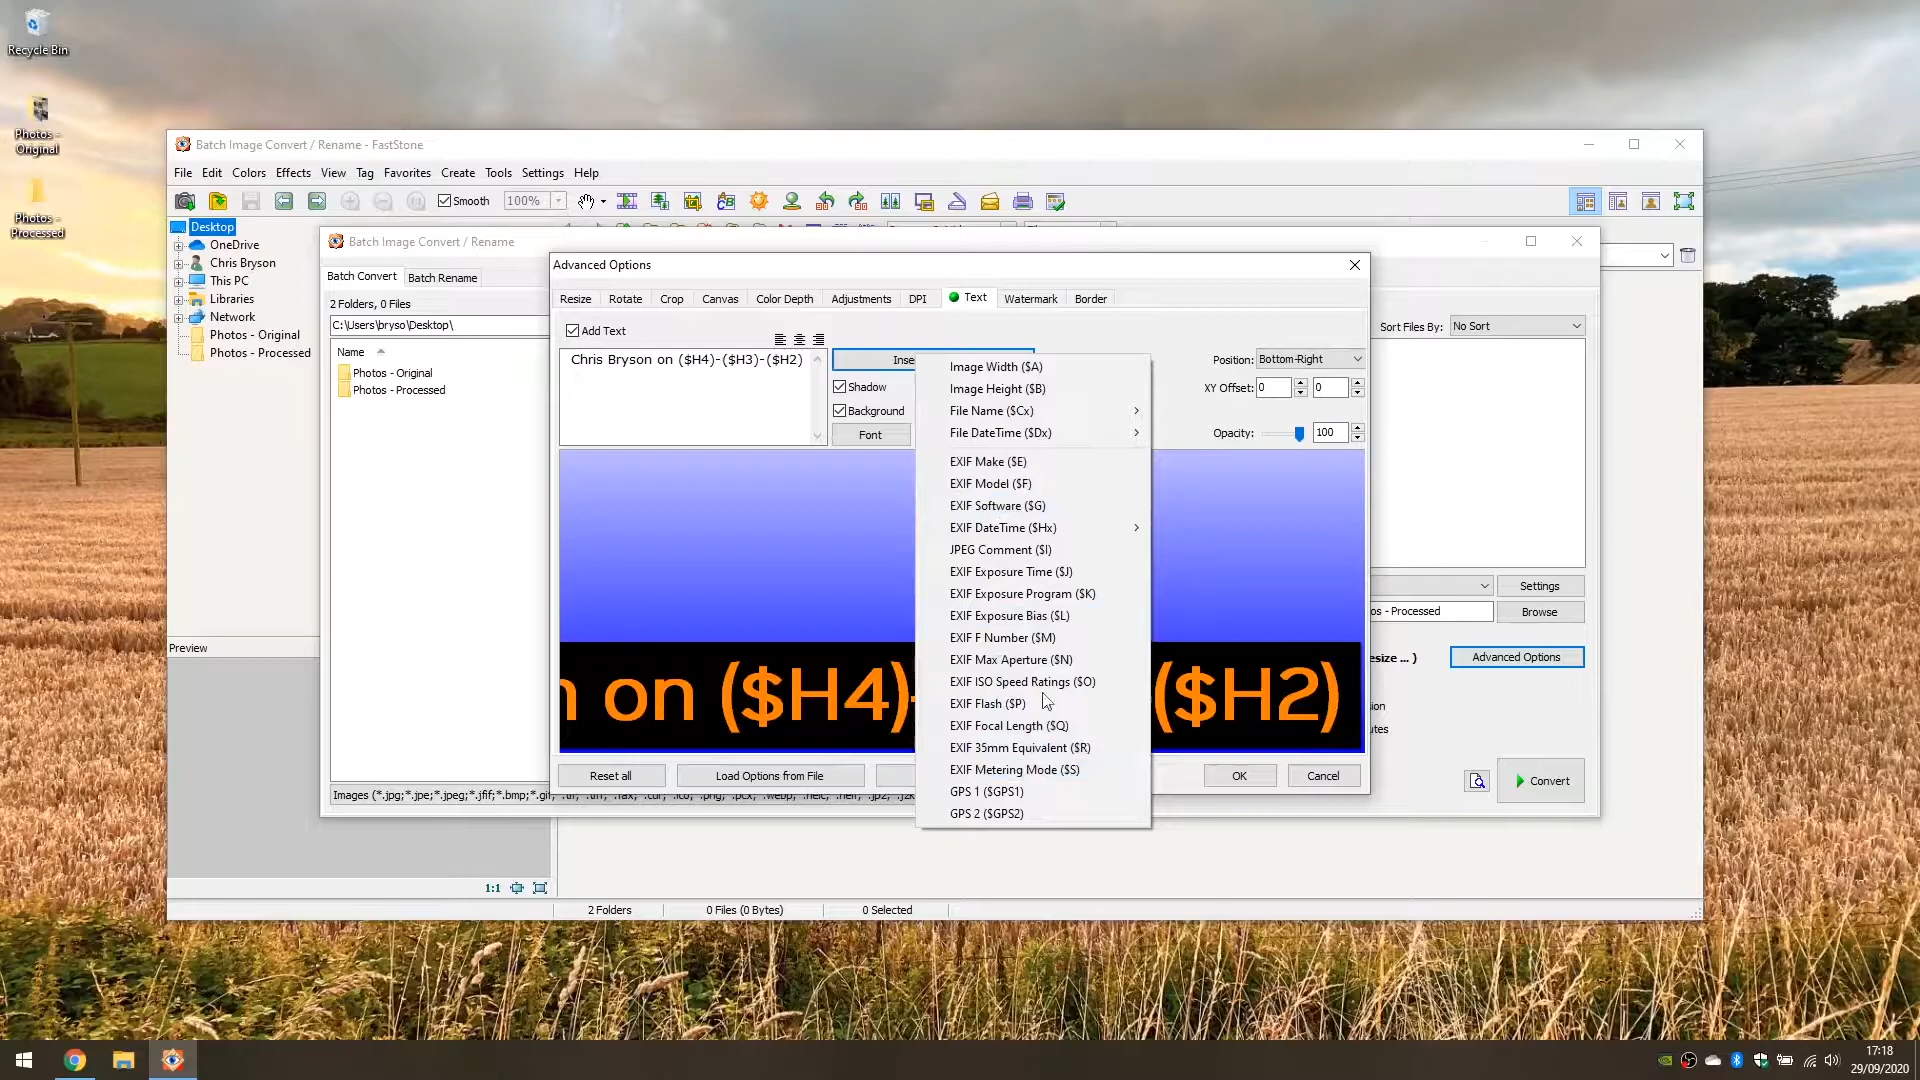 Recycle Bin
Photos -
Original
Photos -
Processed
Batch Image Convert / Rename - FastStone
File Edit Colors Effects View Tag Favorites Create Tools Settings Help
Smooth 100%
Desktop
OneDrive
Chris Bryson
This PC
Libraries
Network
Photos - Original
Photos - Processed
Preview
1:1
2 Folders 0 Files (0 Bytes) 0 Selected
Batch Image Convert / Rename
Batch Convert Batch Rename
2 Folders, 0 Files
C:\Users\bryso\Desktop\
Name
Photos - Original
Photos - Processed
Sort Files By: No Sort
Settings
os - Processed Browse
esize ... ) Advanced Options
ion
utes
Convert
Advanced Options
Resize Rotate Crop Canvas Color Depth Adjustments DPI Text Watermark Border
Add Text
Chris Bryson on ($H4)-($H3)-($H2)
Inse
Shadow
Background
Font
Position: Bottom-Right
XY Offset: 0 0
Opacity: 100
on ($H4)- ($H2)
Reset all Load Options from File OK Cancel
Image Width ($A)
Image Height ($B)
File Name ($Cx)
File DateTime ($Dx)
EXIF Make ($E)
EXIF Model ($F)
EXIF Software ($G)
EXIF DateTime ($Hx)
JPEG Comment ($I)
EXIF Exposure Time ($J)
EXIF Exposure Program ($K)
EXIF Exposure Bias ($L)
EXIF F Number ($M)
EXIF Max Aperture ($N)
EXIF ISO Speed Ratings ($O)
EXIF Flash ($P)
EXIF Focal Length ($Q)
EXIF 35mm Equivalent ($R)
EXIF Metering Mode ($S)
GPS 1 ($GPS1)
GPS 2 ($GPS2)
17:18
29/09/2020